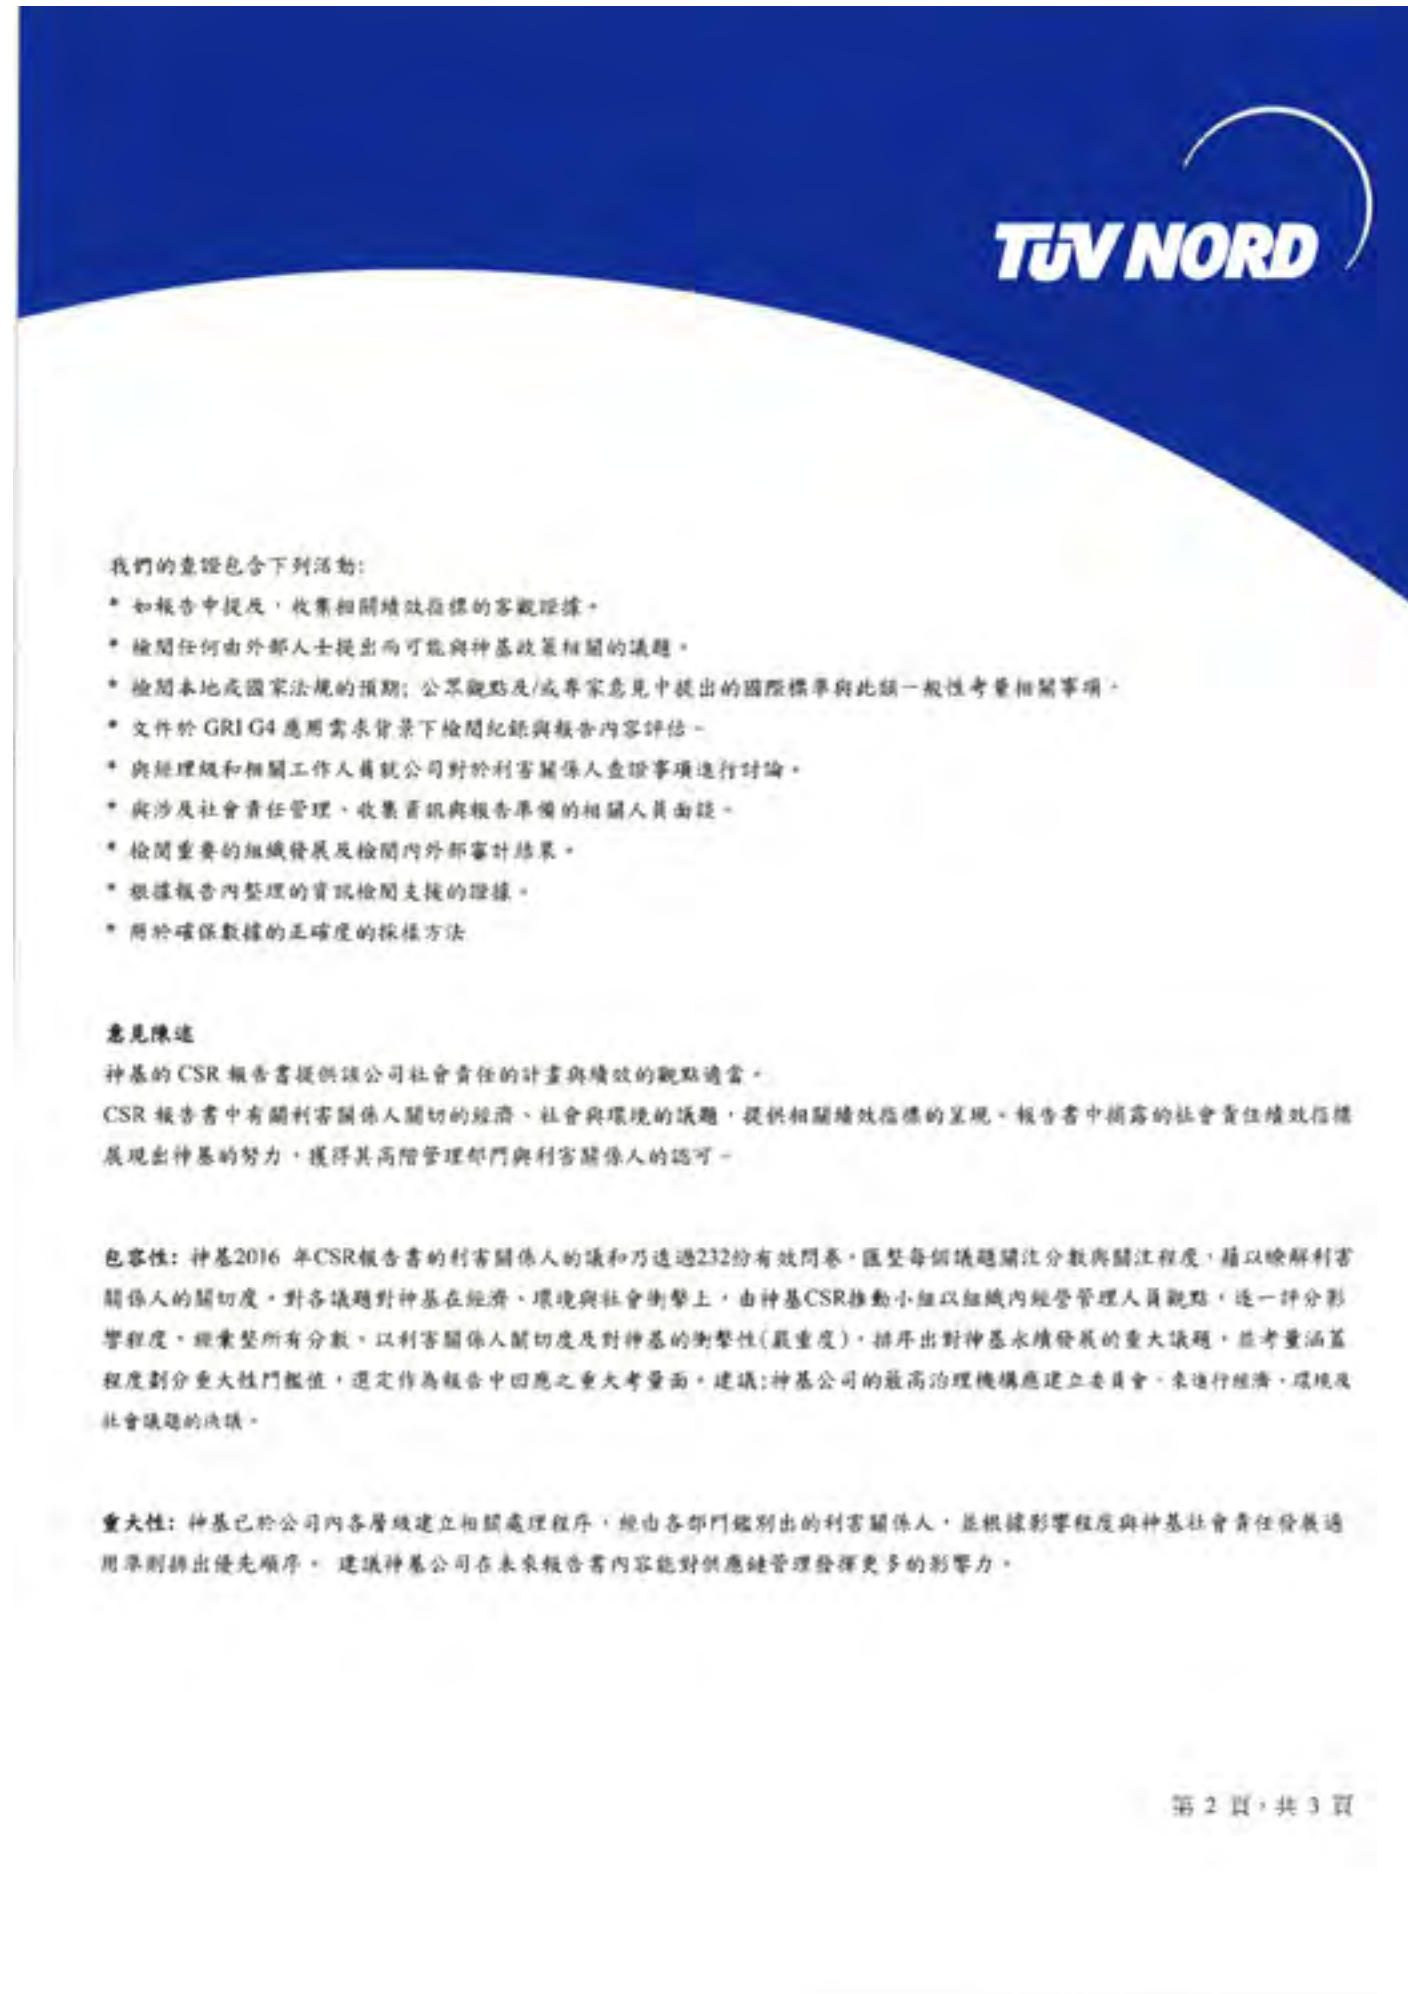 TÜV NORD
我們的查證包含下列活動:
* 如報告中提及，收集相關績效指標的客觀證據。
* 檢閱任何由外部人士提出而可能與神基政策相關的議題。
* 檢閱本地或國家法規的預期; 公眾觀點及/或專家意見中提出的國際標準與此類一般性考量相關事項。
* 文件於 GRI G4 應用需求背景下檢閱紀錄與報告內容評估。
* 與經理級和相關工作人員就公司對於利害關係人查證事項進行討論。
* 與涉及社會責任管理、收集資訊與報告準備的相關人員面談。
* 檢閱重要的組織發展及檢閱內外部審計結果。
* 根據報告內整理的資訊檢閱支援的證據。
* 用於確保數據的正確度的採樣方法
意見陳述
神基的 CSR 報告書提供該公司社會責任的計畫與績效的觀點適當。
CSR 報告書中有關利害關係人關切的經濟、社會與環境的議題，提供相關績效指標的呈現。報告書中揭露的社會責任績效指標
展現出神基的努力，獲得其高階管理部門與利害關係人的認可。
包容性: 神基2016 年CSR報告書的利害關係人的議和乃透過232份有效問卷，匯整每個議題關注分數與關注程度，藉以瞭解利害
關係人的關切度。對各議題對神基在經濟、環境與社會衝擊上，由神基CSR推動小組以組織內經營管理人員觀點，逐一評分影
響程度。經彙整所有分數，以利害關係人關切度及對神基的衝擊性(嚴重度)，排序出對神基永續發展的重大議題，並考量涵蓋
程度劃分重大性門檻值，選定作為報告中回應之重大考量面。建議:神基公司的最高治理機構應建立委員會，來進行經濟、環境及
社會議題的決議。
重大性: 神基已於公司內各層級建立相關處理程序，經由各部門鑑別出的利害關係人，並根據影響程度與神基社會責任發展適
用準則排出優先順序。 建議神基公司在未來報告書內容能對供應鏈管理發揮更多的影響力。
第 2 頁，共 3 頁